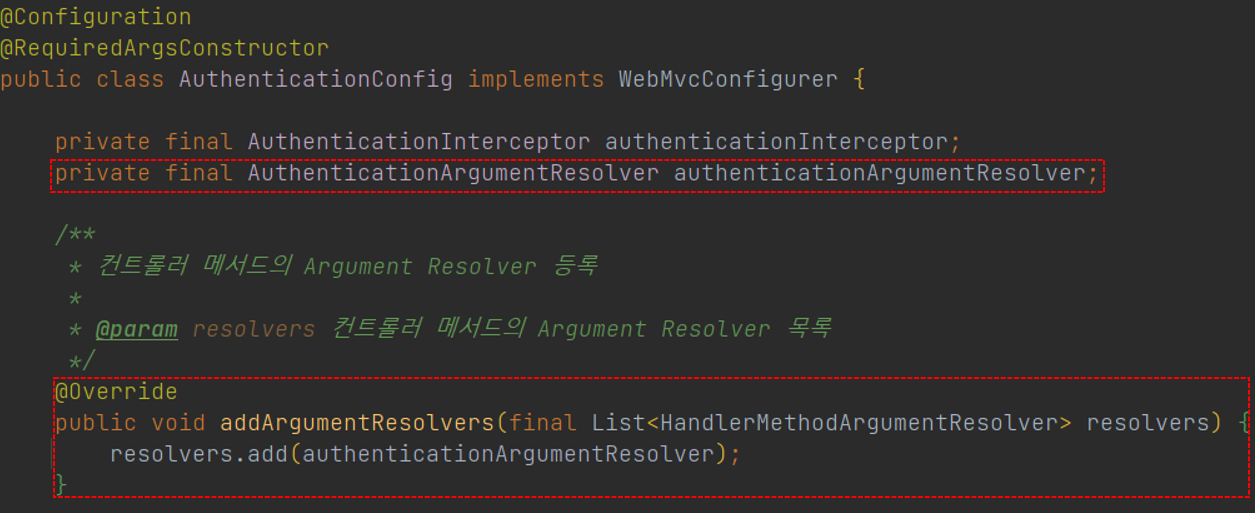 @Configuration
@RequiredArgsConstructor
public class AuthenticationConfig implements WebMvcConfigurer {
private final AuthenticationInterceptor authenticationInterceptor;
private final AuthenticationArgumentResolver authenticationArgumentResolver;
/**
* 컨트롤러 메서드의 Argument Resolver 등록
*
* @param resolvers 컨트롤러 메서드의 Argument Resolver 목록
*/
@Override
public void addArgumentResolvers(final List<HandlerMethodArgumentResolver> resolvers) {
resolvers.add(authenticationArgumentResolver);
}